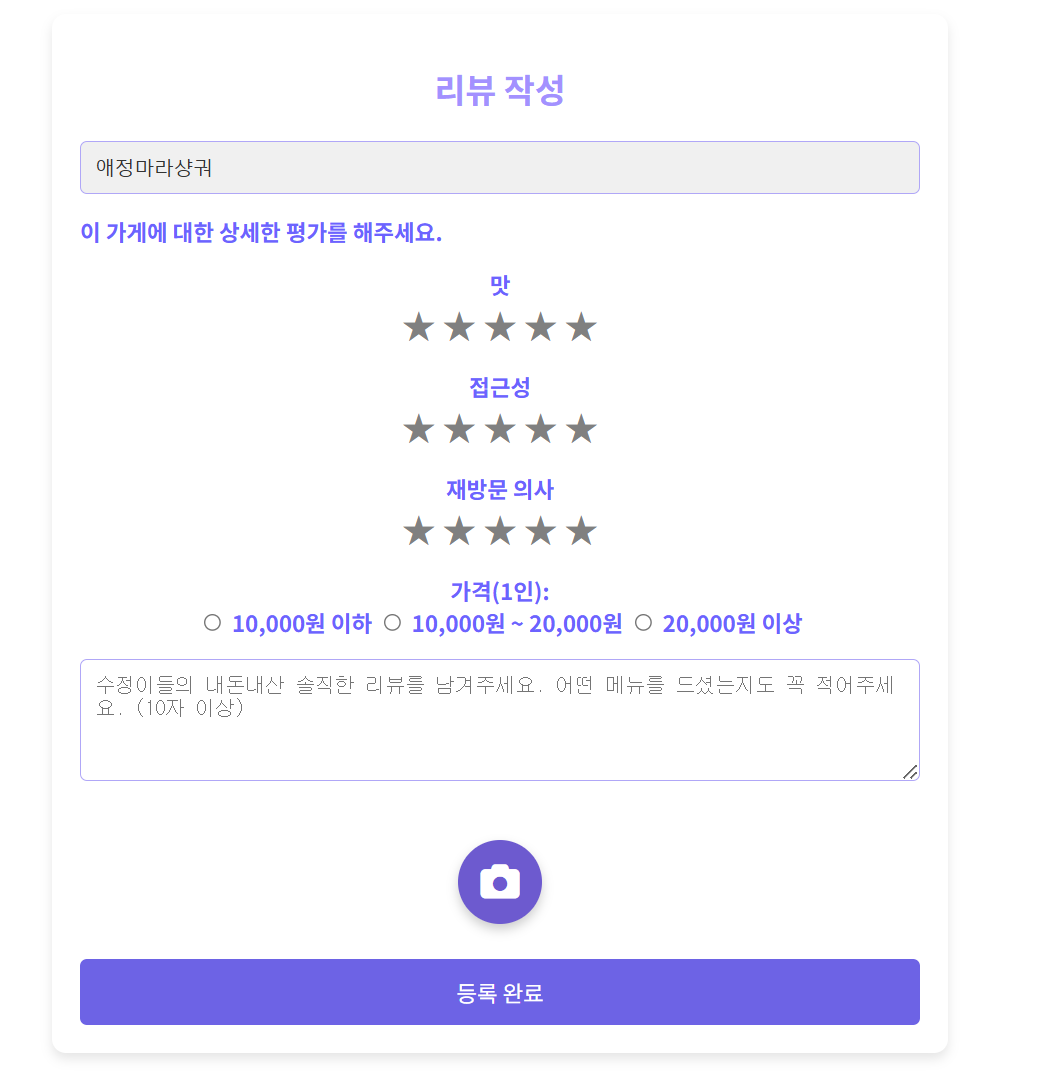 리뷰 작성
애정마라샹궈
이 가게에 대한 상세한 평가를 해주세요.
맛
★★★★★
접근성
★★★★★
재방문 의사
★★★★★
가격(1인):
10,000원 이하 10,000원 ~ 20,000원 20,000원 이상
수정이들의 내돈내산 솔직한 리뷰를 남겨주세요. 어떤 메뉴를 드셨는지도 꼭 적어주세
요. (10자 이상)
등록 완료